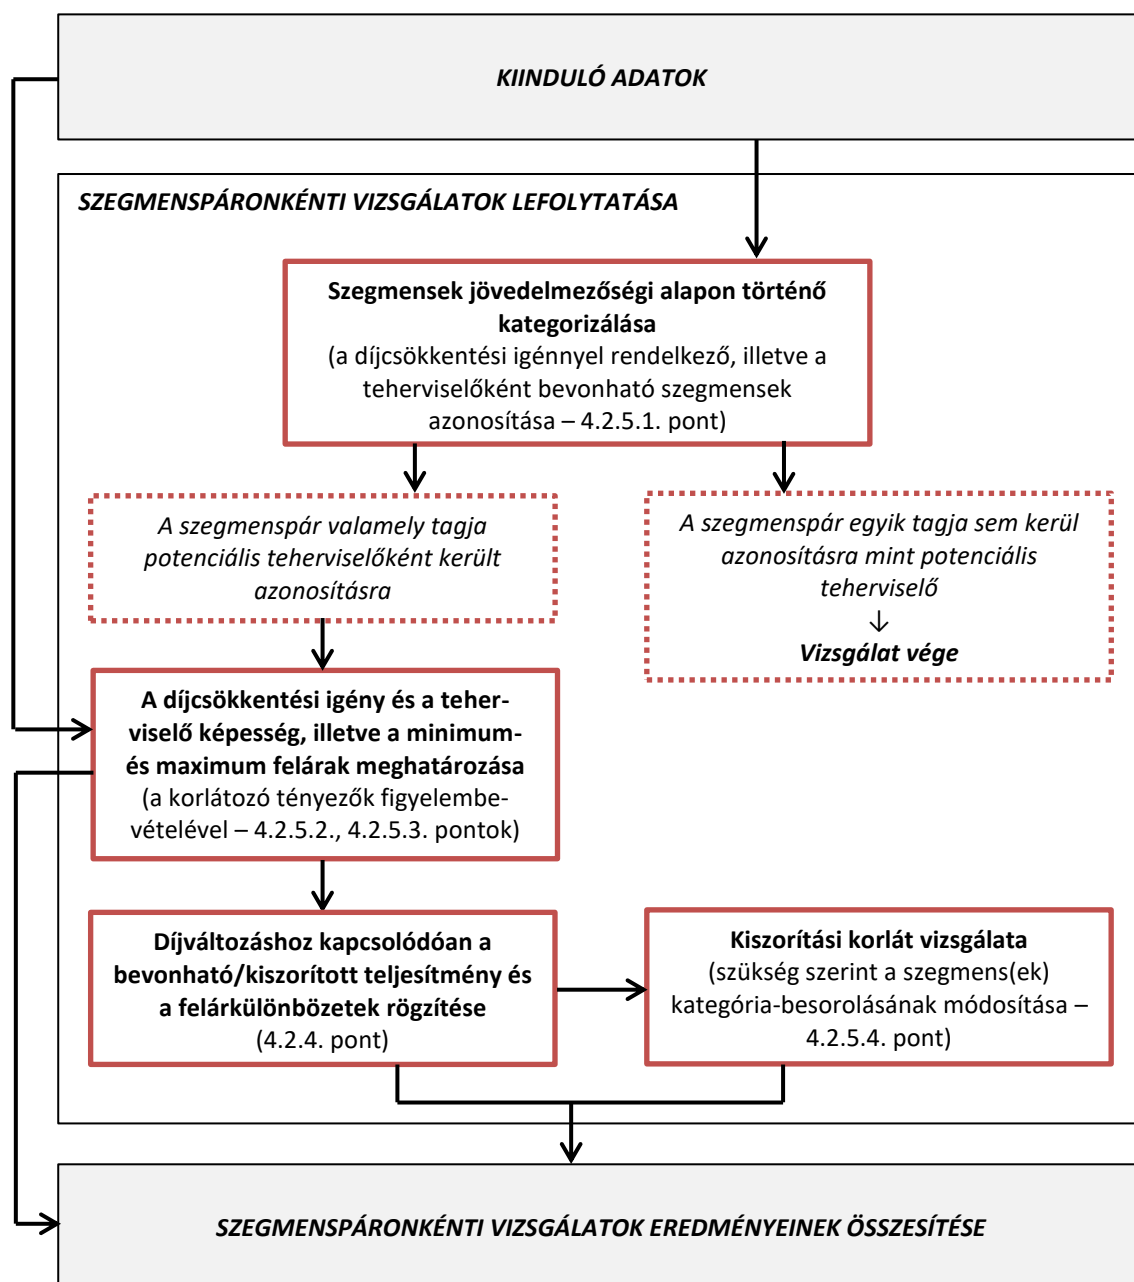 KIINDULÓ ADATOK
SZEGMENSPÁRONKÉNTI VIZSGÁLATOK LEFOLYTATÁSA
Szegmensek jövedelmezőségi alapon történő
kategorizálása
(a díjcsökkentési igénnyel rendelkező, illetve a
teherviselőként bevonható szegmensek
azonosítása – 4.2.5.1. pont)
A szegmenspár valamely tagja
potenciális teherviselőként került
azonosításra
A szegmenspár egyik tagja sem kerül
azonosításra mint potenciális
teherviselő
↓
Vizsgálat vége
A díjcsökkentési igény és a teher-
viselő képesség, illetve a minimum-
és maximum felárak meghatározása
(a korlátozó tényezők figyelembe-
vételével – 4.2.5.2., 4.2.5.3. pontok)
Díjváltozáshoz kapcsolódóan a
bevonható/kiszorított teljesítmény és
a felárkülönbözetek rögzítése
(4.2.4. pont)
Kiszorítási korlát vizsgálata
(szükség szerint a szegmens(ek)
kategória-besorolásának módosítása –
4.2.5.4. pont)
SZEGMENSPÁRONKÉNTI VIZSGÁLATOK EREDMÉNYEINEK ÖSSZESÍTÉSE